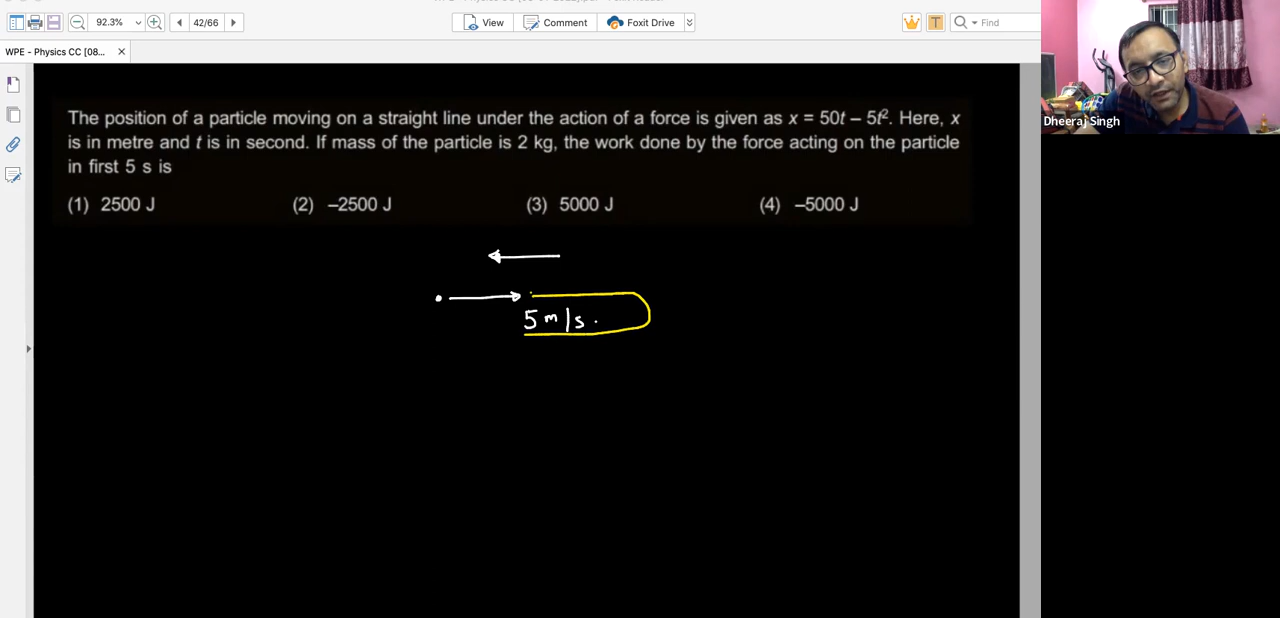 92.3%
42/66
View
Comment
Foxit Drive
T
Find
WPE - Physics CC [08...
Dheeraj Singh
The position of a particle moving on a straight line under the action of a force is given as x = 50t – 5t². Here, x
is in metre and t is in second. If mass of the particle is 2 kg, the work done by the force acting on the particle
in first 5 s is
(1) 2500 J (2) –2500 J (3) 5000 J (4) –5000 J
5 m/s.